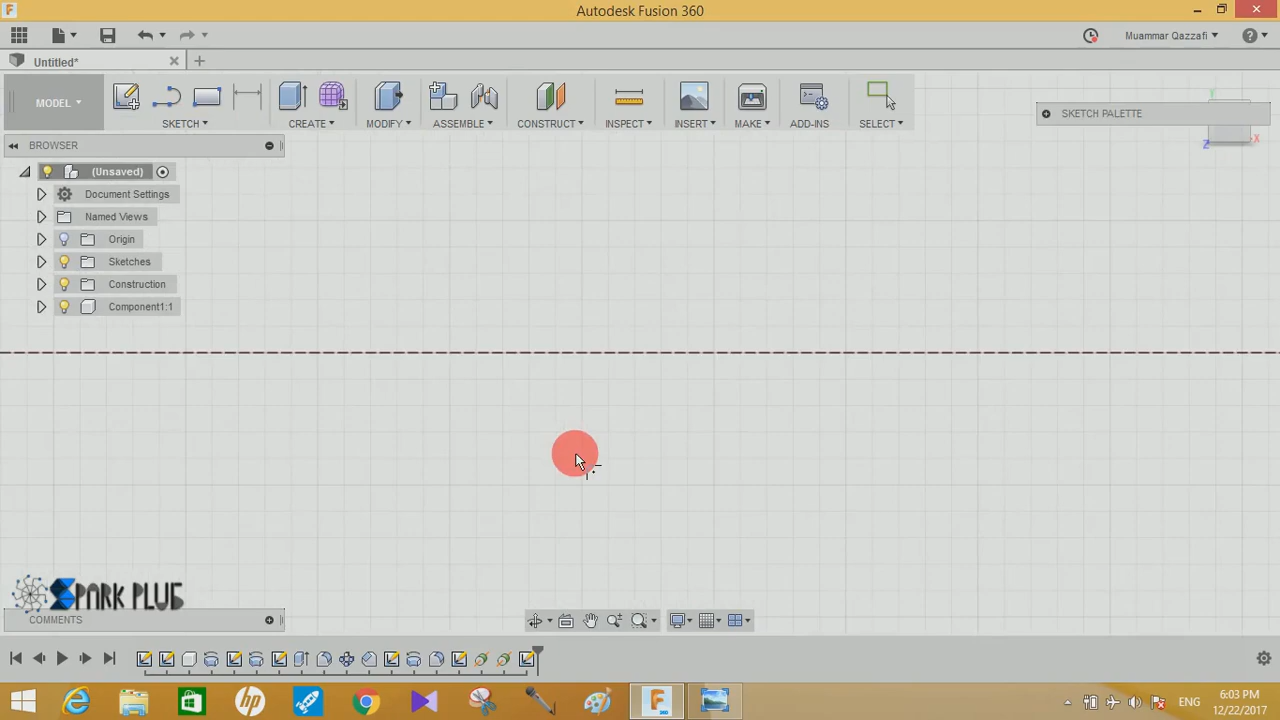 Autodesk Fusion 360
Muammar Qazzafi
Untitled*
MODEL
SKETCH
CREATE
MODIFY
ASSEMBLE
CONSTRUCT
INSPECT
INSERT
MAKE
ADD-INS
SELECT
SKETCH PALETTE
Y
X
Z
BROWSER
(Unsaved)
Document Settings
Named Views
Origin
Sketches
Construction
Component1:1
SPARK PLUG
COMMENTS
ENG
6:03 PM
12/22/2017